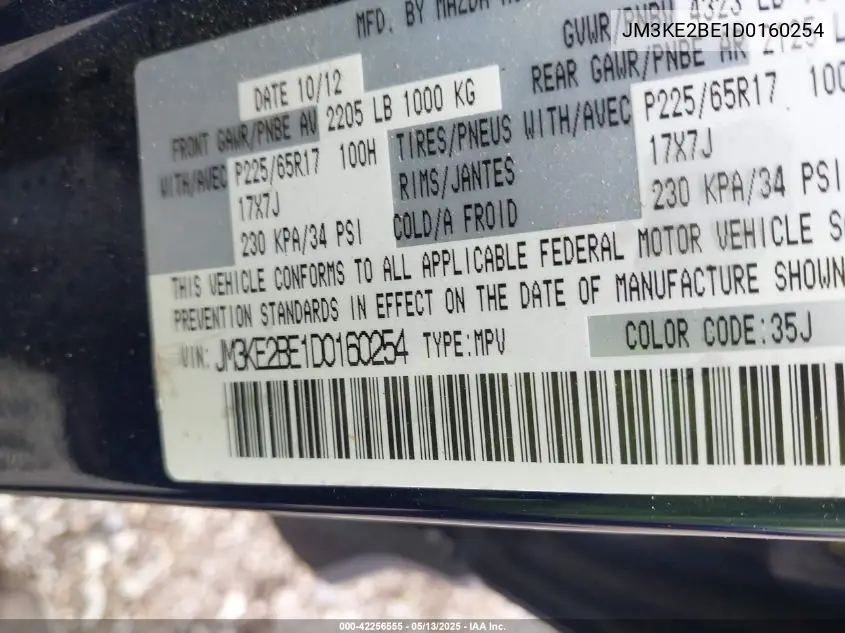 JM3KE2BE1D0160254
MFD. BY MAZDA
GVWR/PNBV 4323 LB
DATE 10/12
FRONT GAWR/PNBE AV 2205 LB 1000 KG
REAR GAWR/PNBE AR 2125
WITH/AVEC P225/65R17 100H TIRES/PNEUS WITH/AVEC P225/65R17 100
17X7J RIMS/JANTES 17X7J
230 KPA/34 PSI COLD/A FROID 230 KPA/34 PSI
THIS VEHICLE CONFORMS TO ALL APPLICABLE FEDERAL MOTOR VEHICLE
PREVENTION STANDARDS IN EFFECT ON THE DATE OF MANUFACTURE SHOWN
VIN: JM3KE2BE1D0160254 TYPE:MPV COLOR CODE:35J
000-42256555 - 05/13/2025 - IAA Inc.